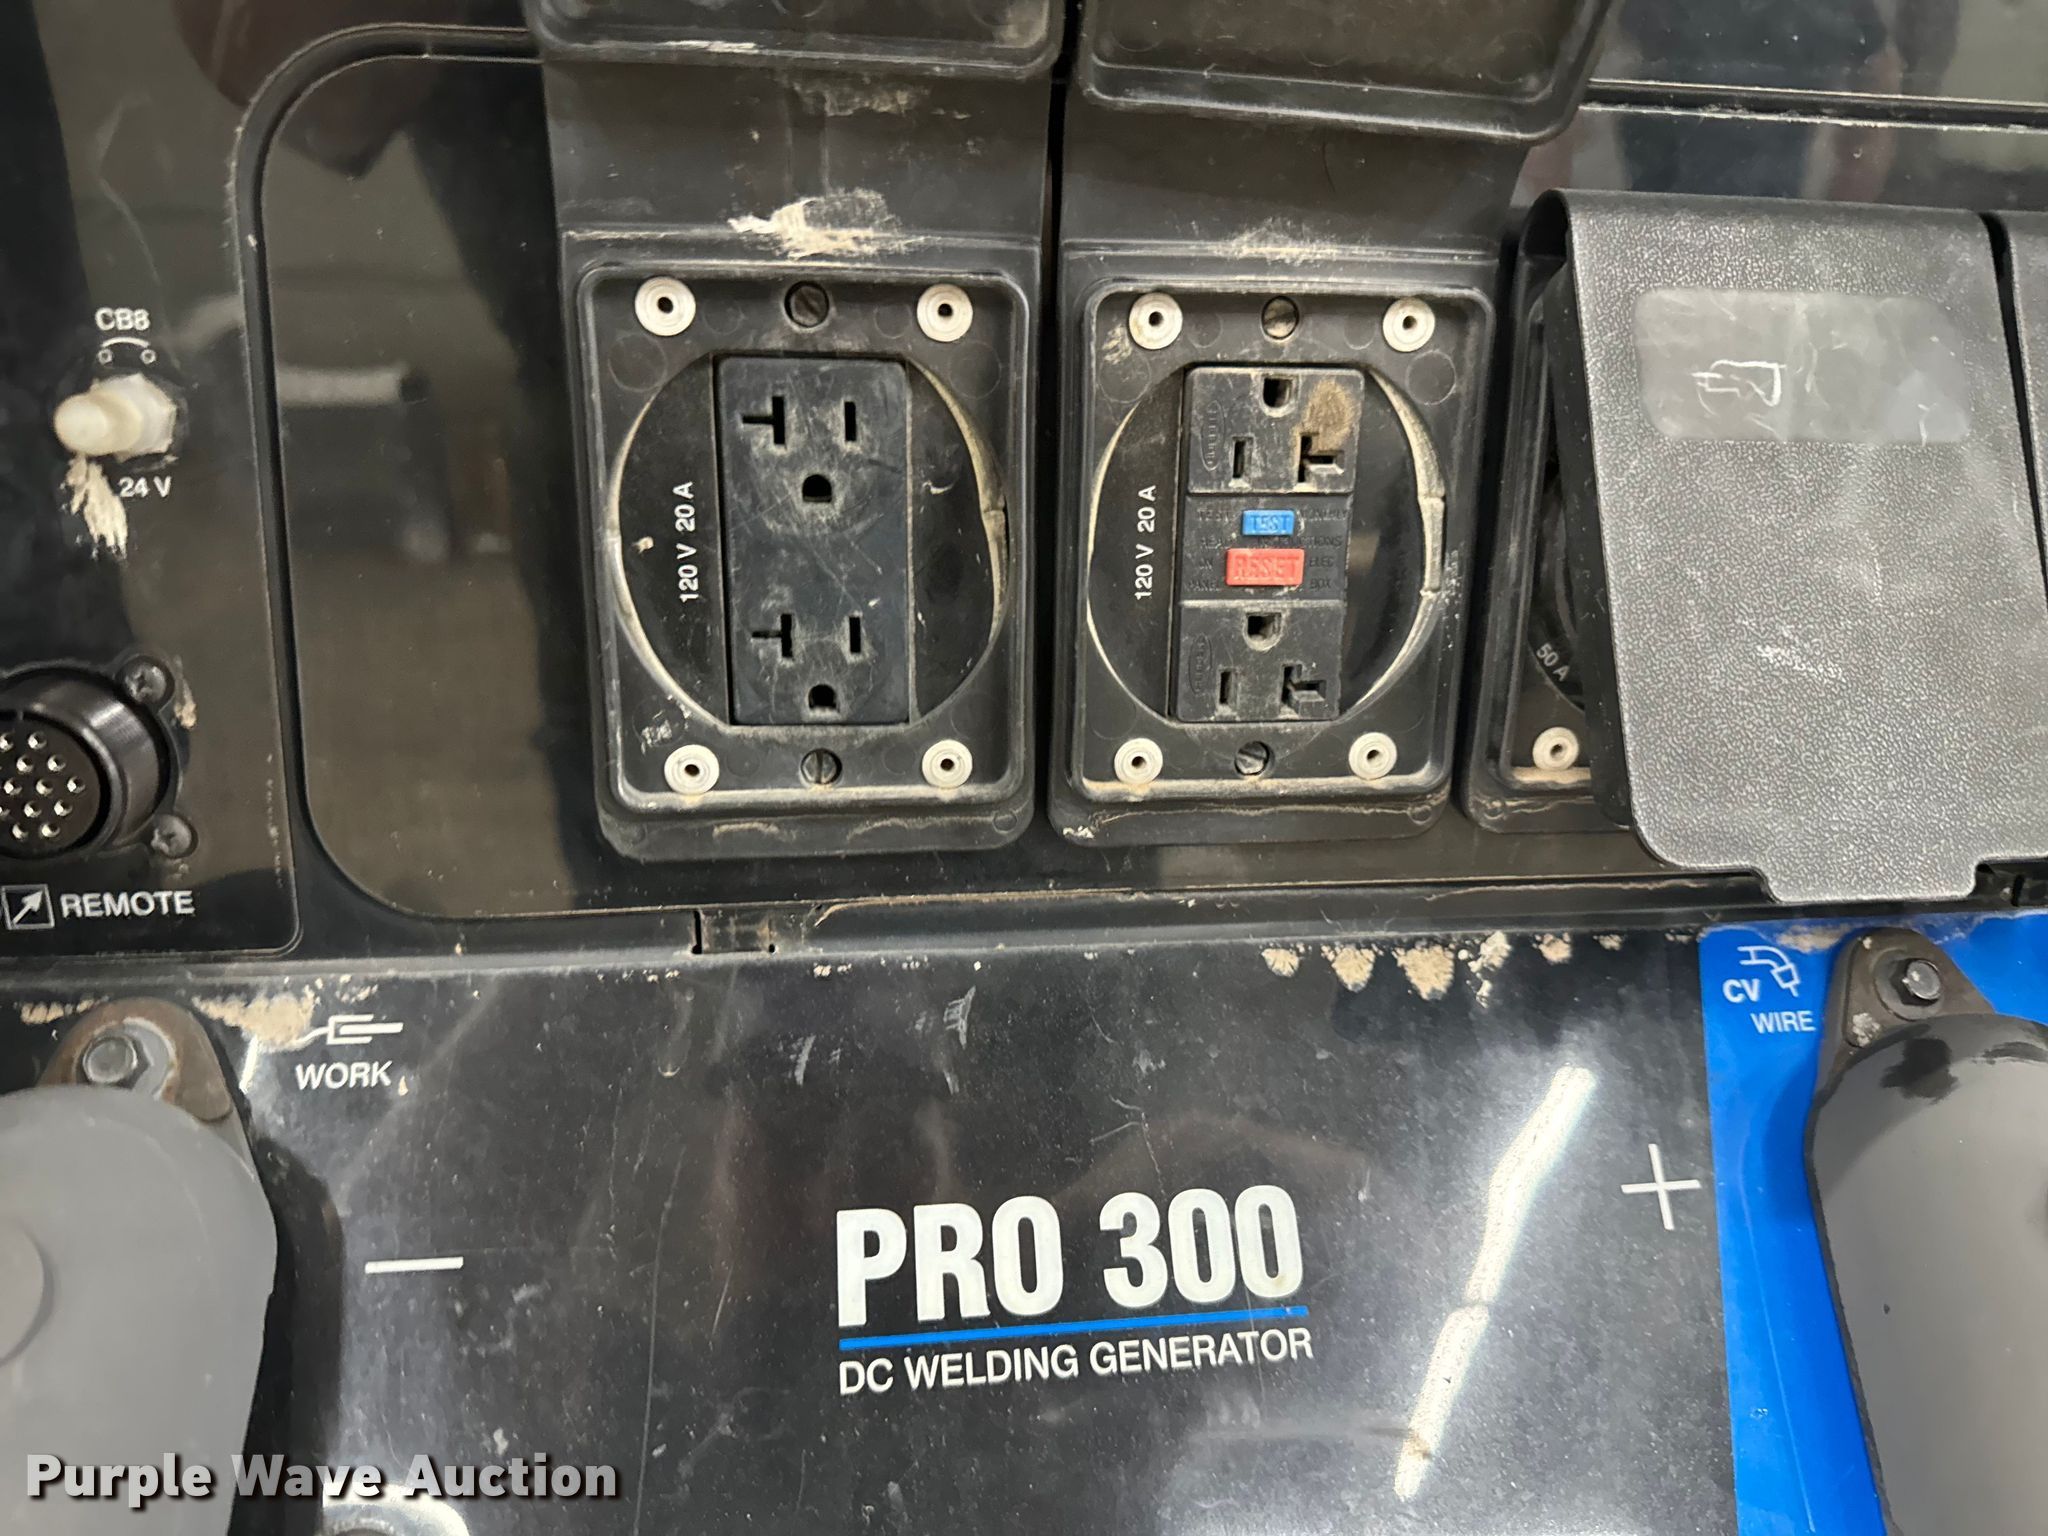 CB8
24 V
REMOTE
120 V 20 A
120 V 20 A
TEST
RESET
BOX
50 A
WORK
CV
WIRE
PRO 300
DC WELDING GENERATOR
Purple Wave Auction